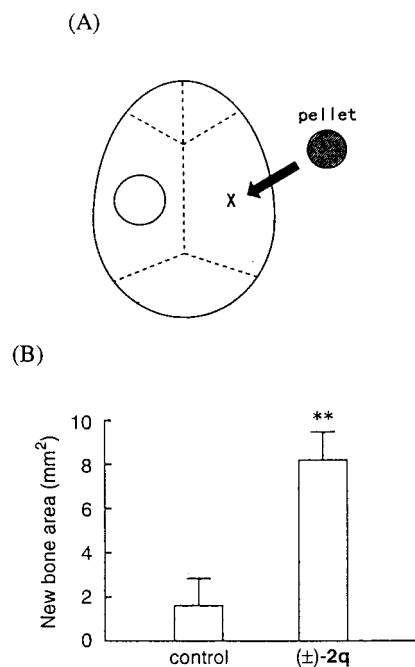 (A)
pellet
X
(B)
New bone area (mm²)
10
8
6
4
2
0
**
control
(±)-2q